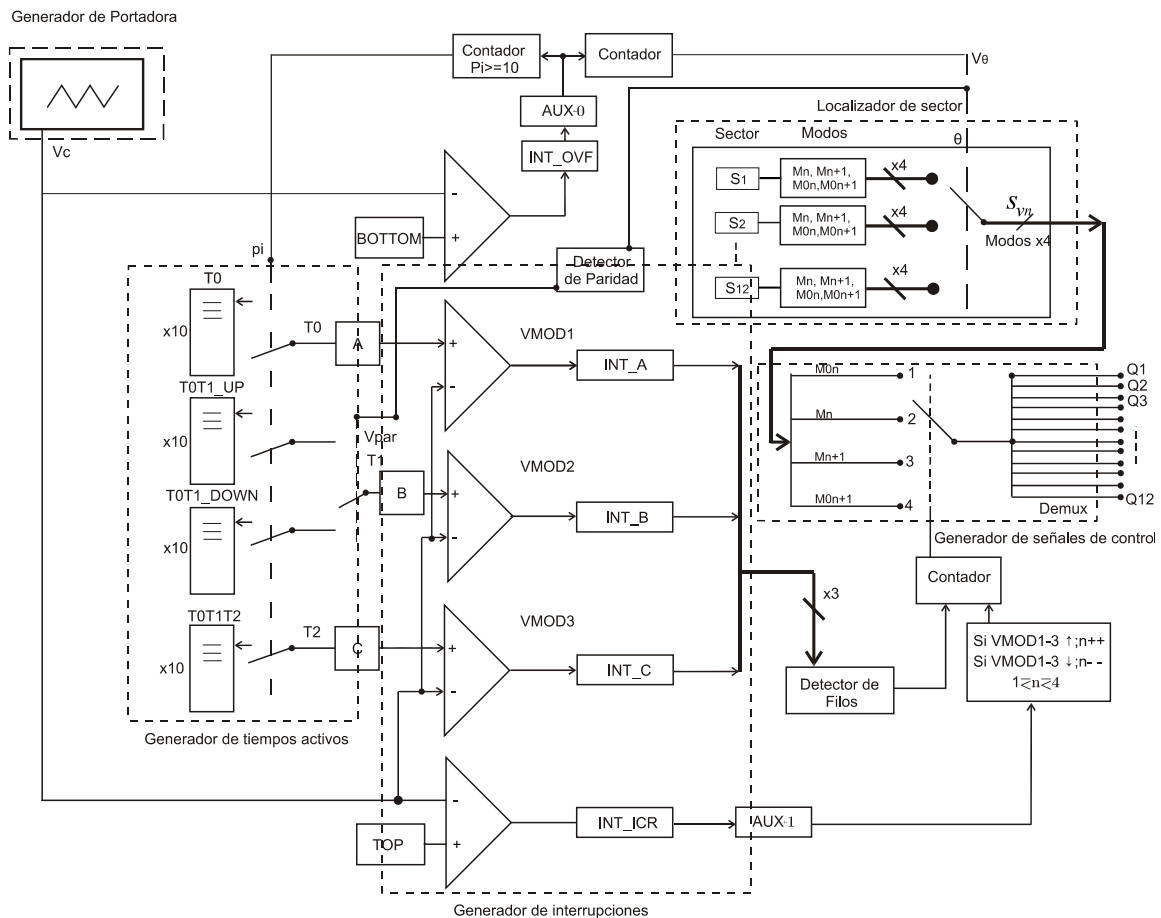 Generador de Portadora
Vc
Contador
Pi>=10
Contador
Vθ
AUX-0
INT_OVF
Localizador de sector
Sector
Modos
θ
S1
Mn, Mn+1,
M0n,M0n+1
x4
S2
Mn, Mn+1,
M0n,M0n+1
x4
S12
Mn, Mn+1,
M0n,M0n+1
x4
Svn
Modos x4
-
BOTTOM
+
Detector
de Paridad
pi
T0
x10
T0
A
+
-
VMOD1
INT_A
T0T1_UP
x10
Vpar
T1
B
+
-
VMOD2
INT_B
T0T1_DOWN
x10
T0T1T2
x10
T2
C
+
-
VMOD3
INT_C
Generador de tiempos activos
x3
Detector de
Filos
M0n
1
Mn
2
Mn+1
3
M0n+1
4
Q1
Q2
Q3
Q12
Demux
Generador de señales de control
Contador
Si VMOD1-3 ↑;n++
Si VMOD1-3 ↓;n--
1≤n≤4
-
TOP
+
INT_ICR
AUX-1
Generador de interrupciones